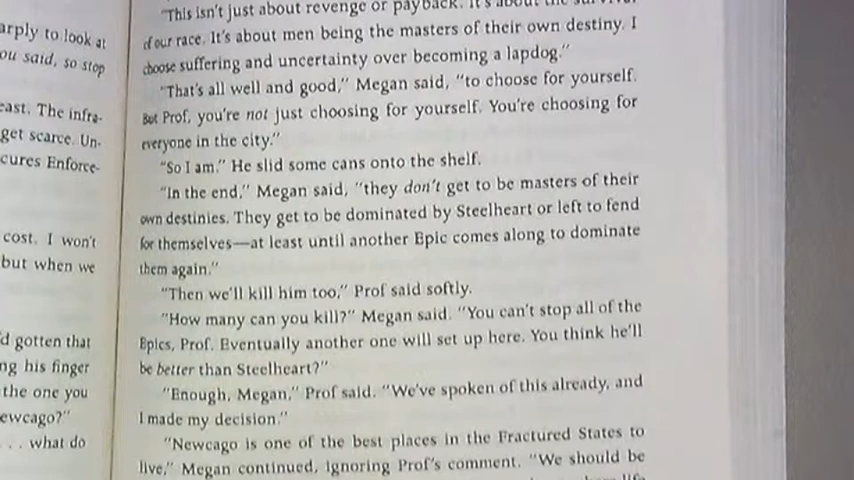 arply to look at
ou said, so stop
east. The infra-
get scarce. Un-
cures Enforce-
cost. I won't
but when we
'd gotten that
ng his finger
the one you
ewcago?"
. . . what do
"This isn't just about revenge or payback. It's about the survival
of our race. It's about men being the masters of their own destiny. I
choose suffering and uncertainty over becoming a lapdog."
"That's all well and good," Megan said, "to choose for yourself.
But Prof, you're not just choosing for yourself. You're choosing for
everyone in the city."
"So I am." He slid some cans onto the shelf.
"In the end," Megan said, "they don't get to be masters of their
own destinies. They get to be dominated by Steelheart or left to fend
for themselves—at least until another Epic comes along to dominate
them again."
"Then we'll kill him too," Prof said softly.
"How many can you kill?" Megan said. "You can't stop all of the
Epics, Prof. Eventually another one will set up here. You think he'll
be better than Steelheart?"
"Enough, Megan," Prof said. "We've spoken of this already, and
I made my decision."
"Newcago is one of the best places in the Fractured States to
live," Megan continued, ignoring Prof's comment. "We should be